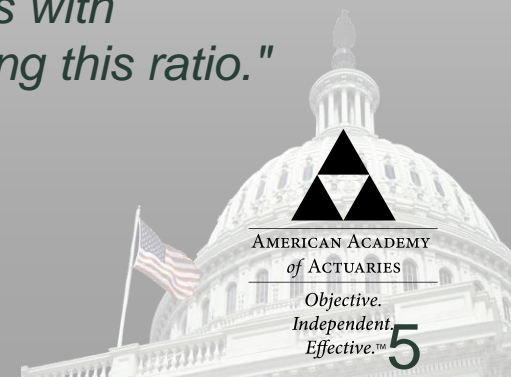 s with
ng this ratio."
AMERICAN ACADEMY
of ACTUARIES
Objective.
Independent.
Effective.™
5